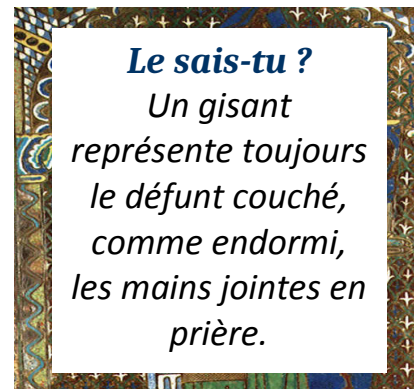 Le sais-tu ?
Un gisant
représente toujours
le défunt couché,
comme endormi,
les mains jointes en
prière.